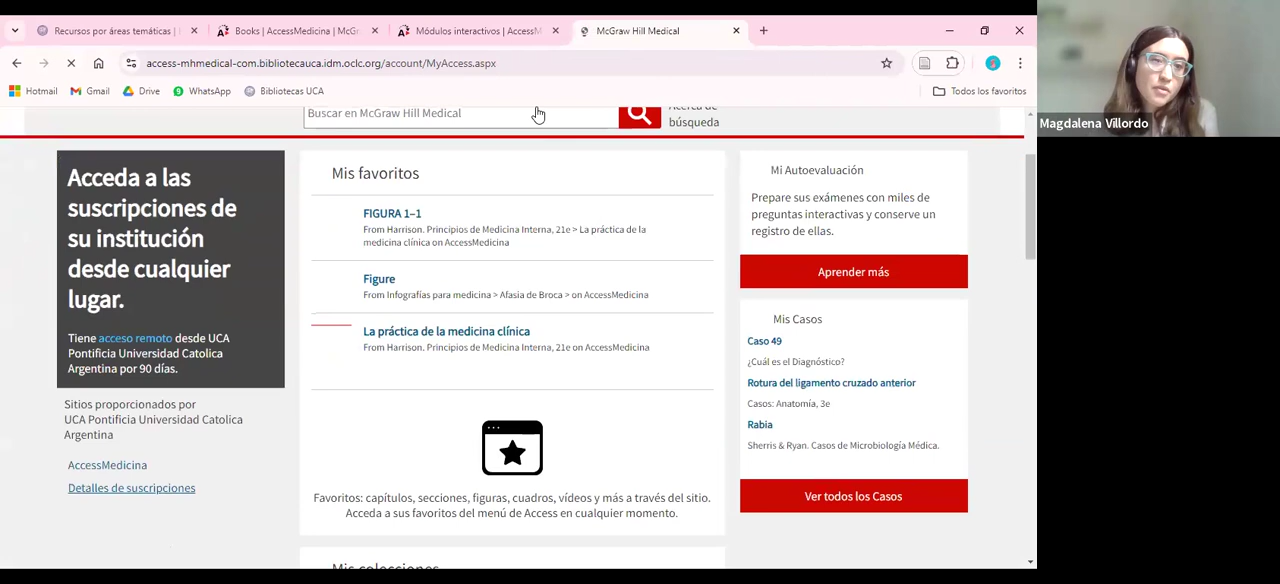 Recursos por áreas temáticas |
Books | AccessMedicina | McGr
Módulos interactivos | AccessM
McGraw Hill Medical
access-mhmedical-com.bibliotecauca.idm.oclc.org/account/MyAccess.aspx
Hotmail
Gmail
Drive
WhatsApp
Bibliotecas UCA
Todos los favoritos
Buscar en McGraw Hill Medical
Acerca de
búsqueda
Acceda a las
suscripciones de
su institución
desde cualquier
lugar.
Tiene acceso remoto desde UCA
Pontificia Universidad Catolica
Argentina por 90 días.
Sitios proporcionados por
UCA Pontificia Universidad Catolica
Argentina
AccessMedicina
Detalles de suscripciones
Mis favoritos
FIGURA 1–1
From Harrison. Principios de Medicina Interna, 21e > La práctica de la
medicina clínica on AccessMedicina
Figure
From Infografías para medicina > Afasia de Broca > on AccessMedicina
La práctica de la medicina clínica
From Harrison. Principios de Medicina Interna, 21e on AccessMedicina
Favoritos: capítulos, secciones, figuras, cuadros, vídeos y más a través del sitio.
Acceda a sus favoritos del menú de Access en cualquier momento.
Mis colecciones
Mi Autoevaluación
Prepare sus exámenes con miles de
preguntas interactivas y conserve un
registro de ellas.
Aprender más
Mis Casos
Caso 49
¿Cuál es el Diagnóstico?
Rotura del ligamento cruzado anterior
Casos: Anatomía, 3e
Rabia
Sherris & Ryan. Casos de Microbiología Médica.
Ver todos los Casos
Magdalena Villordo